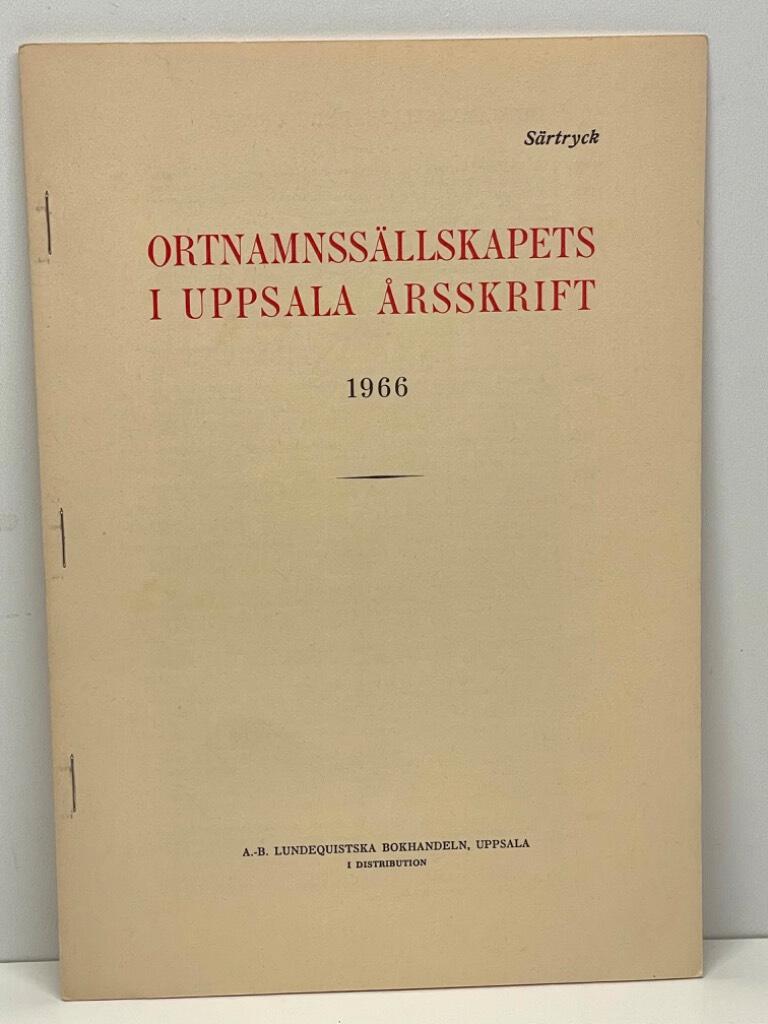 Särtryck
ORTNAMNSSÄLLSKAPETS
I UPPSALA ÅRSSKRIFT
1966
A.-B. LUNDEQUISTSKA BOKHANDELN, UPPSALA
I DISTRIBUTION